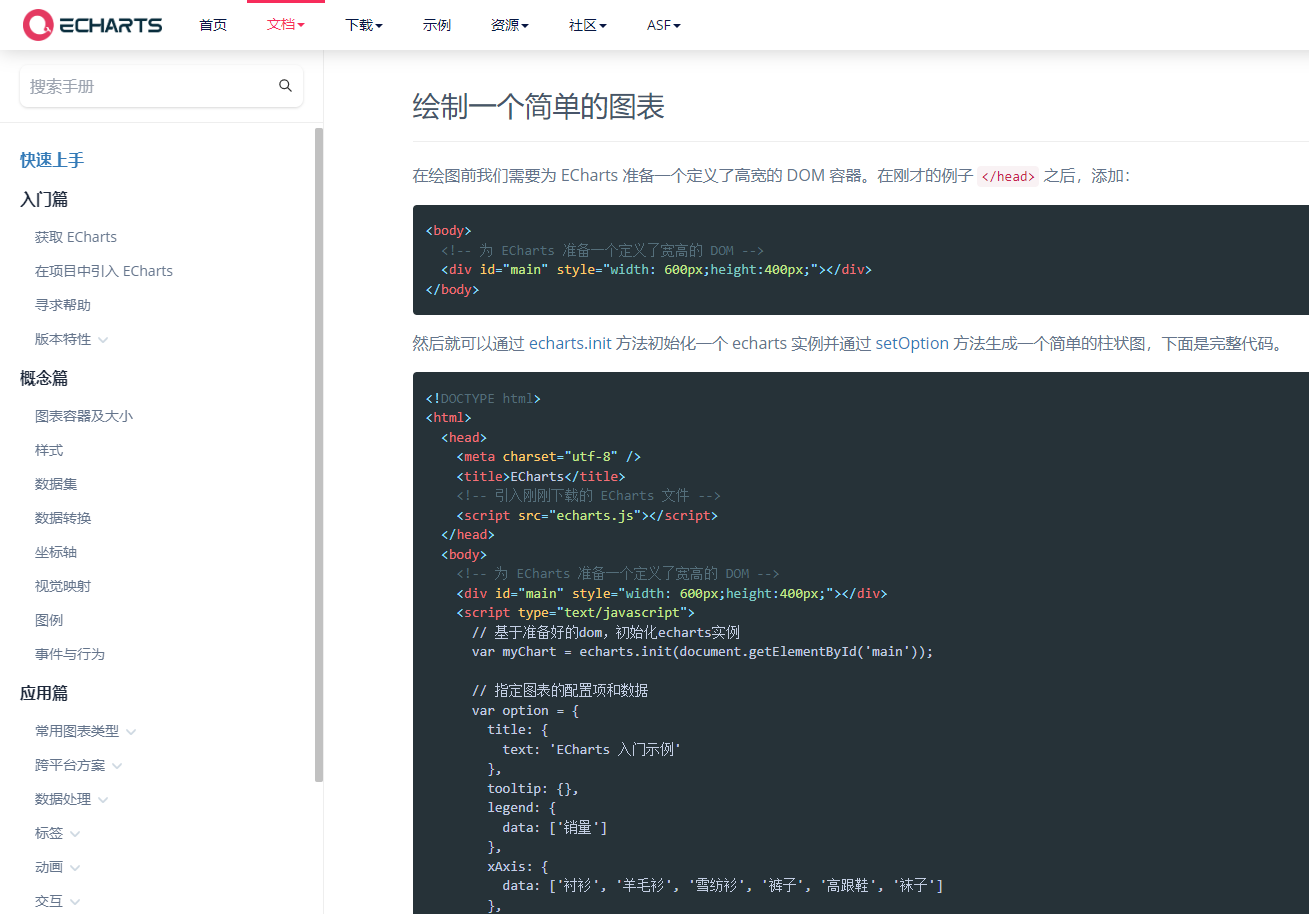 ECHARTS 首页 文档 下载 示例 资源 社区 ASF
搜索手册
快速上手
入门篇
获取 ECharts
在项目中引入 ECharts
寻求帮助
版本特性
概念篇
图表容器及大小
样式
数据集
数据转换
坐标轴
视觉映射
图例
事件与行为
应用篇
常用图表类型
跨平台方案
数据处理
标签
动画
交互
绘制一个简单的图表
在绘图前我们需要为 ECharts 准备一个定义了高宽的 DOM 容器。在刚才的例子 </head> 之后，添加：
<body>
<!-- 为 ECharts 准备一个定义了宽高的 DOM -->
<div id="main" style="width: 600px;height:400px;"></div>
</body>
然后就可以通过 echarts.init 方法初始化一个 echarts 实例并通过 setOption 方法生成一个简单的柱状图，下面是完整代码。
<!DOCTYPE html>
<html>
<head>
<meta charset="utf-8" />
<title>ECharts</title>
<!-- 引入刚刚下载的 ECharts 文件 -->
<script src="echarts.js"></script>
</head>
<body>
<!-- 为 ECharts 准备一个定义了宽高的 DOM -->
<div id="main" style="width: 600px;height:400px;"></div>
<script type="text/javascript">
// 基于准备好的dom，初始化echarts实例
var myChart = echarts.init(document.getElementById('main'));
// 指定图表的配置项和数据
var option = {
title: {
text: 'ECharts 入门示例'
},
tooltip: {},
legend: {
data: ['销量']
},
xAxis: {
data: ['衬衫', '羊毛衫', '雪纺衫', '裤子', '高跟鞋', '袜子']
},